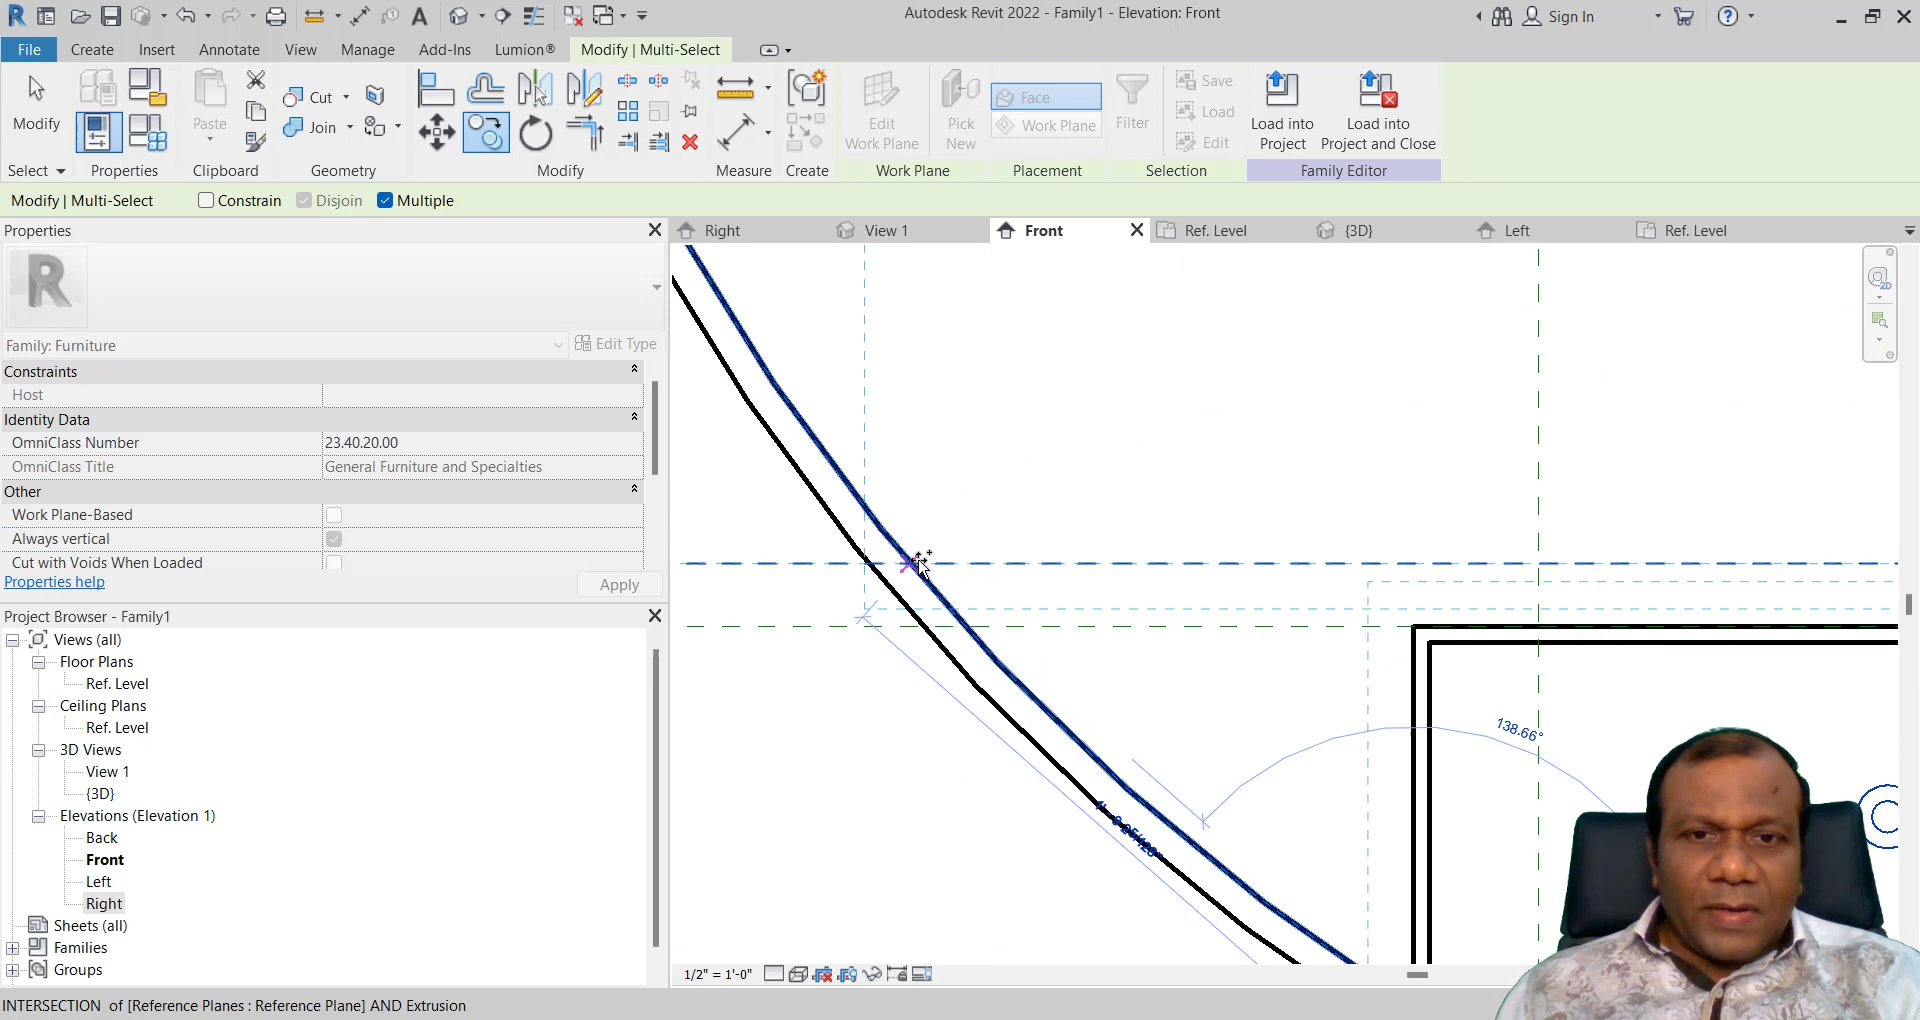 Autodesk Revit 2022 - Family1 - Elevation: Front
Sign In
File Create Insert Annotate View Manage Add-Ins Lumion® Modify | Multi-Select
Modify
Paste
Cut
Join
Edit
Work Plane
Pick
New
Face
Work Plane
Filter
Save
Load
Edit
Load into
Project
Load into
Project and Close
Select Properties Clipboard Geometry Modify Measure Create Work Plane Placement Selection Family Editor
Modify | Multi-Select Constrain Disjoin Multiple
Properties
Right View 1 Front Ref. Level {3D} Left Ref. Level
R
2D
Family: Furniture
Edit Type
Constraints
Host
Identity Data
OmniClass Number 23.40.20.00
OmniClass Title General Furniture and Specialties
Other
Work Plane-Based
Always vertical
Cut with Voids When Loaded
Properties help
Apply
138.66°
Project Browser - Family1
Views (all)
Floor Plans
Ref. Level
Ceiling Plans
Ref. Level
3D Views
View 1
{3D}
Elevations (Elevation 1)
Back
Front
Left
Right
Sheets (all)
Families
Groups
1/2" = 1'-0"
INTERSECTION of [Reference Planes : Reference Plane] AND Extrusion